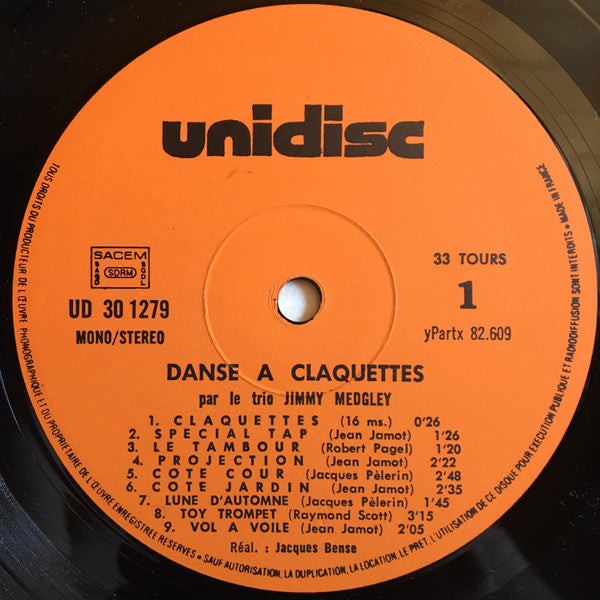 unidisc
SACEM
SDRM
SACD
SGDL
UD 30 1279
MONO/STEREO
33 TOURS
1
yPartx 82.609
DANSE A CLAQUETTES
par le trio JIMMY MEDGLEY
1. CLAQUETTES (16 ms.) 0'26
2. SPECIAL TAP (Jean Jamot) 1'26
3. LE TAMBOUR (Robert Pagel) 1'20
4. PROJECTION (Jean Jamot) 2'22
5. COTE COUR (Jacques Pèlerin) 2'48
6. COTE JARDIN (Jean Jamot) 2'35
7. LUNE D'AUTOMNE (Jacques Pèlerin) 1'45
8. TOY TROMPET (Raymond Scott) 3'15
9. VOL A VOILE (Jean Jamot) 2'05
Réal. : Jacques Bense
TOUS DROITS DU PRODUCTEUR DE L'ŒUVRE PHONOGRAPHIQUE ET DU PROPRIETAIRE DE L'ŒUVRE ENREGISTREE RESERVES • SAUF AUTORISATION, LA DUPLICATION, LA LOCATION, LE PRET, L'UTILISATION DE CE DISQUE POUR EXECUTION PUBLIQUE ET RADIODIFFUSION SONT INTERDITS • MADE IN FRANCE